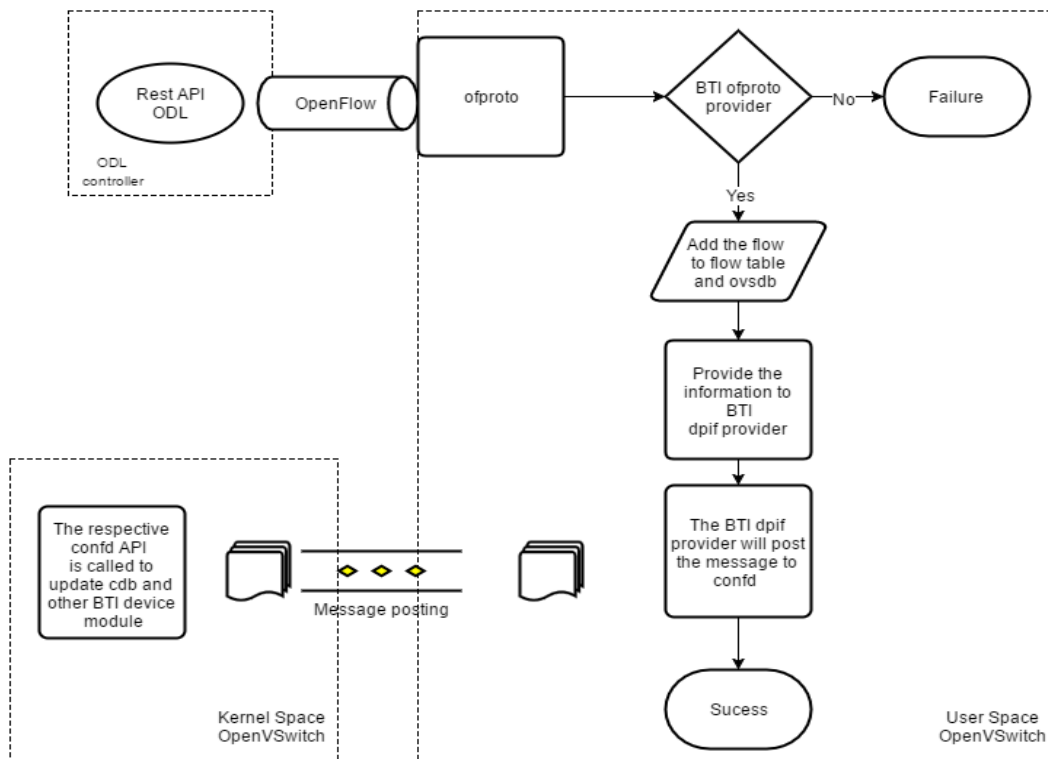 Rest API
ODL
OpenFlow
ofproto
BTI ofproto
provider
No
Failure
ODL
controller
Yes
Add the flow
to flow table
and ovsdb
Provide the
information to
BTI
dpif provider
The respective
confd API
is called to
update cdb and
other BTI device
module
Message posting
The BTI dpif
provider will post
the message to
confd
Sucess
Kernel Space
OpenVSwitch
User Space
OpenVSwitch